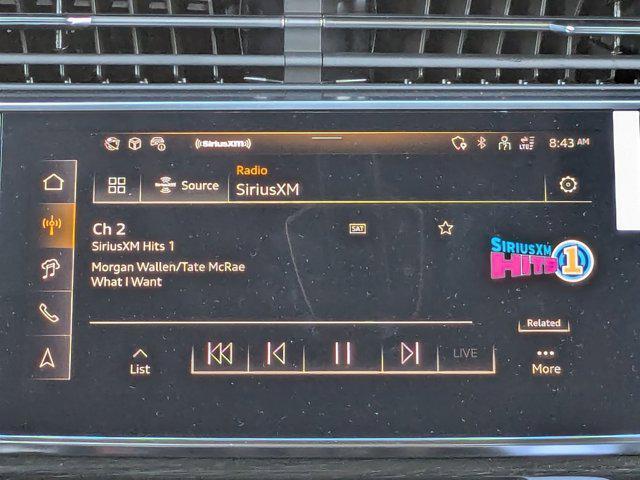 ((SiriusXM)) LTE 8:43 AM
SIRIUSXM Source
Radio
SiriusXM
Ch 2
SAT
SiriusXM Hits 1
Morgan Wallen/Tate McRae
What I Want
SIRIUSXM
HITS 1
Related
List
LIVE
More